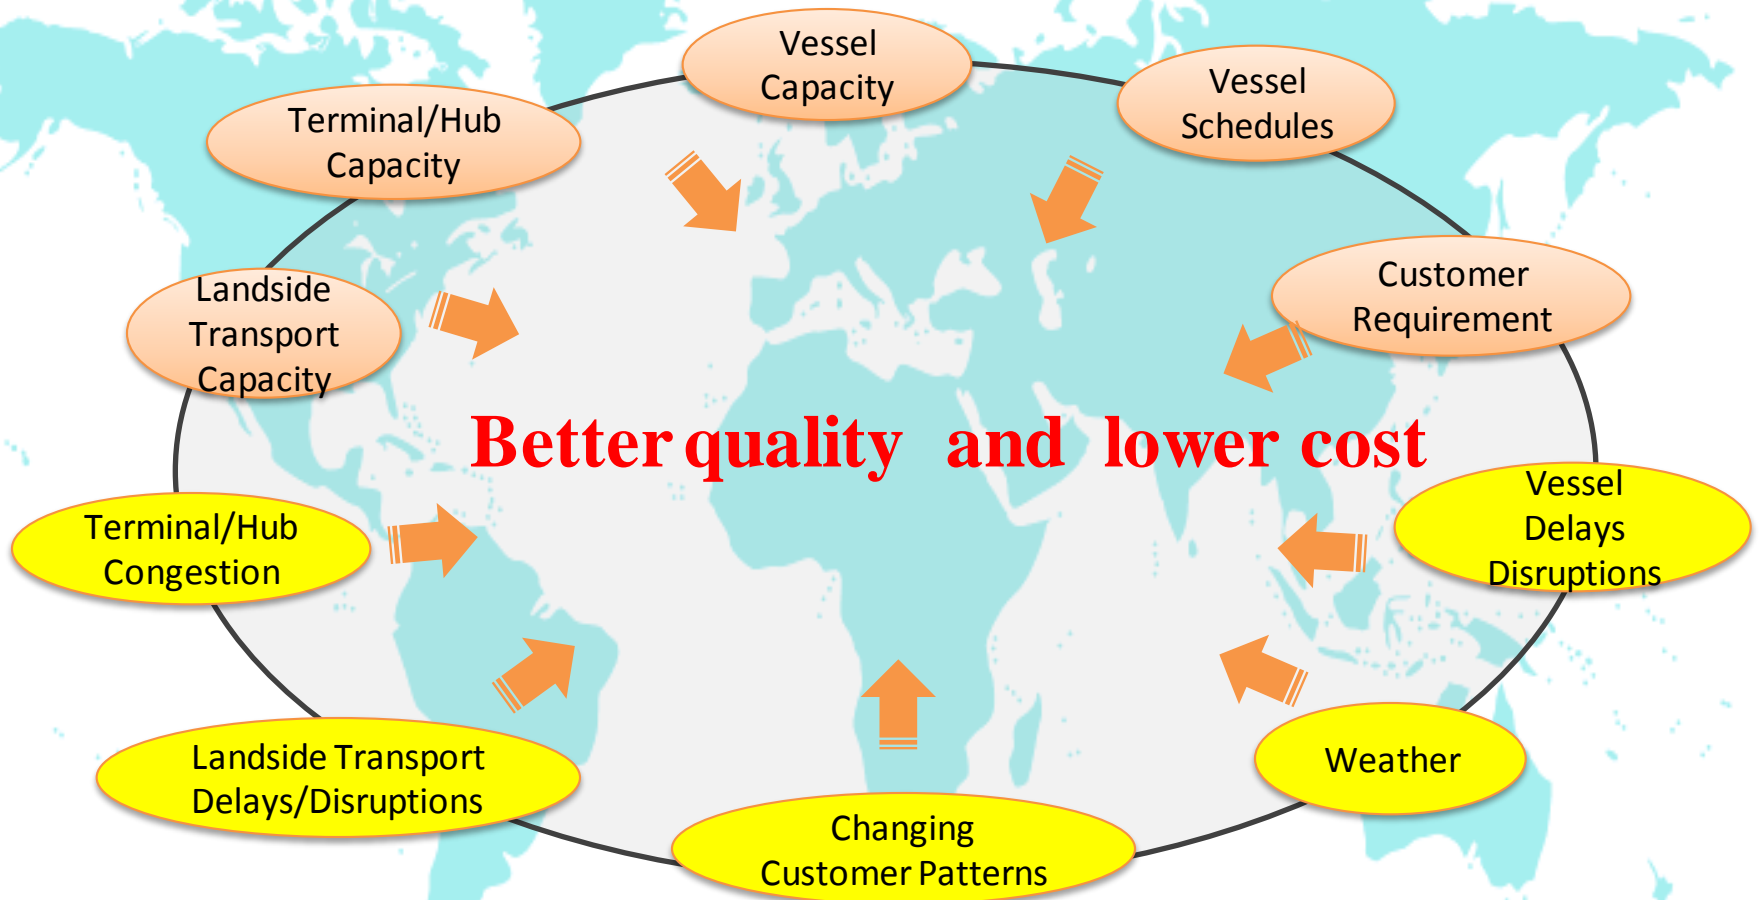 Vessel
Capacity
Vessel
Schedules
Terminal/Hub
Capacity
Customer
Requirement
Landside
Transport
Capacity
Better quality and lower cost
Vessel
Delays
Disruptions
Terminal/Hub
Congestion
Weather
Landside Transport
Delays/Disruptions
Changing
Customer Patterns